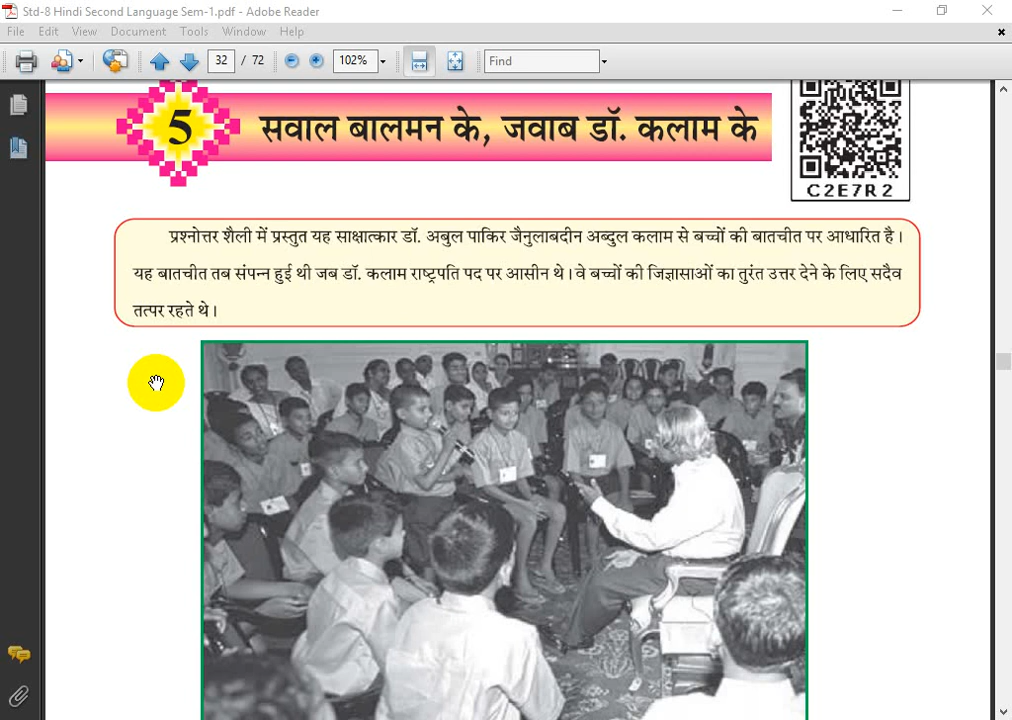 Std-8 Hindi Second Language Sem-1.pdf - Adobe Reader
File Edit View Document Tools Window Help
32 / 72 102% Find
5 सवाल बालमन के, जवाब डॉ. कलाम के
C2E7R2
प्रश्नोत्तर शैली में प्रस्तुत यह साक्षात्कार डॉ. अबुल पाकिर जैनुलाबदीन अब्दुल कलाम से बच्चों की बातचीत पर आधारित है।
यह बातचीत तब संपन्न हुई थी जब डॉ. कलाम राष्ट्रपति पद पर आसीन थे। वे बच्चों की जिज्ञासाओं का तुरंत उत्तर देने के लिए सदैव
तत्पर रहते थे।